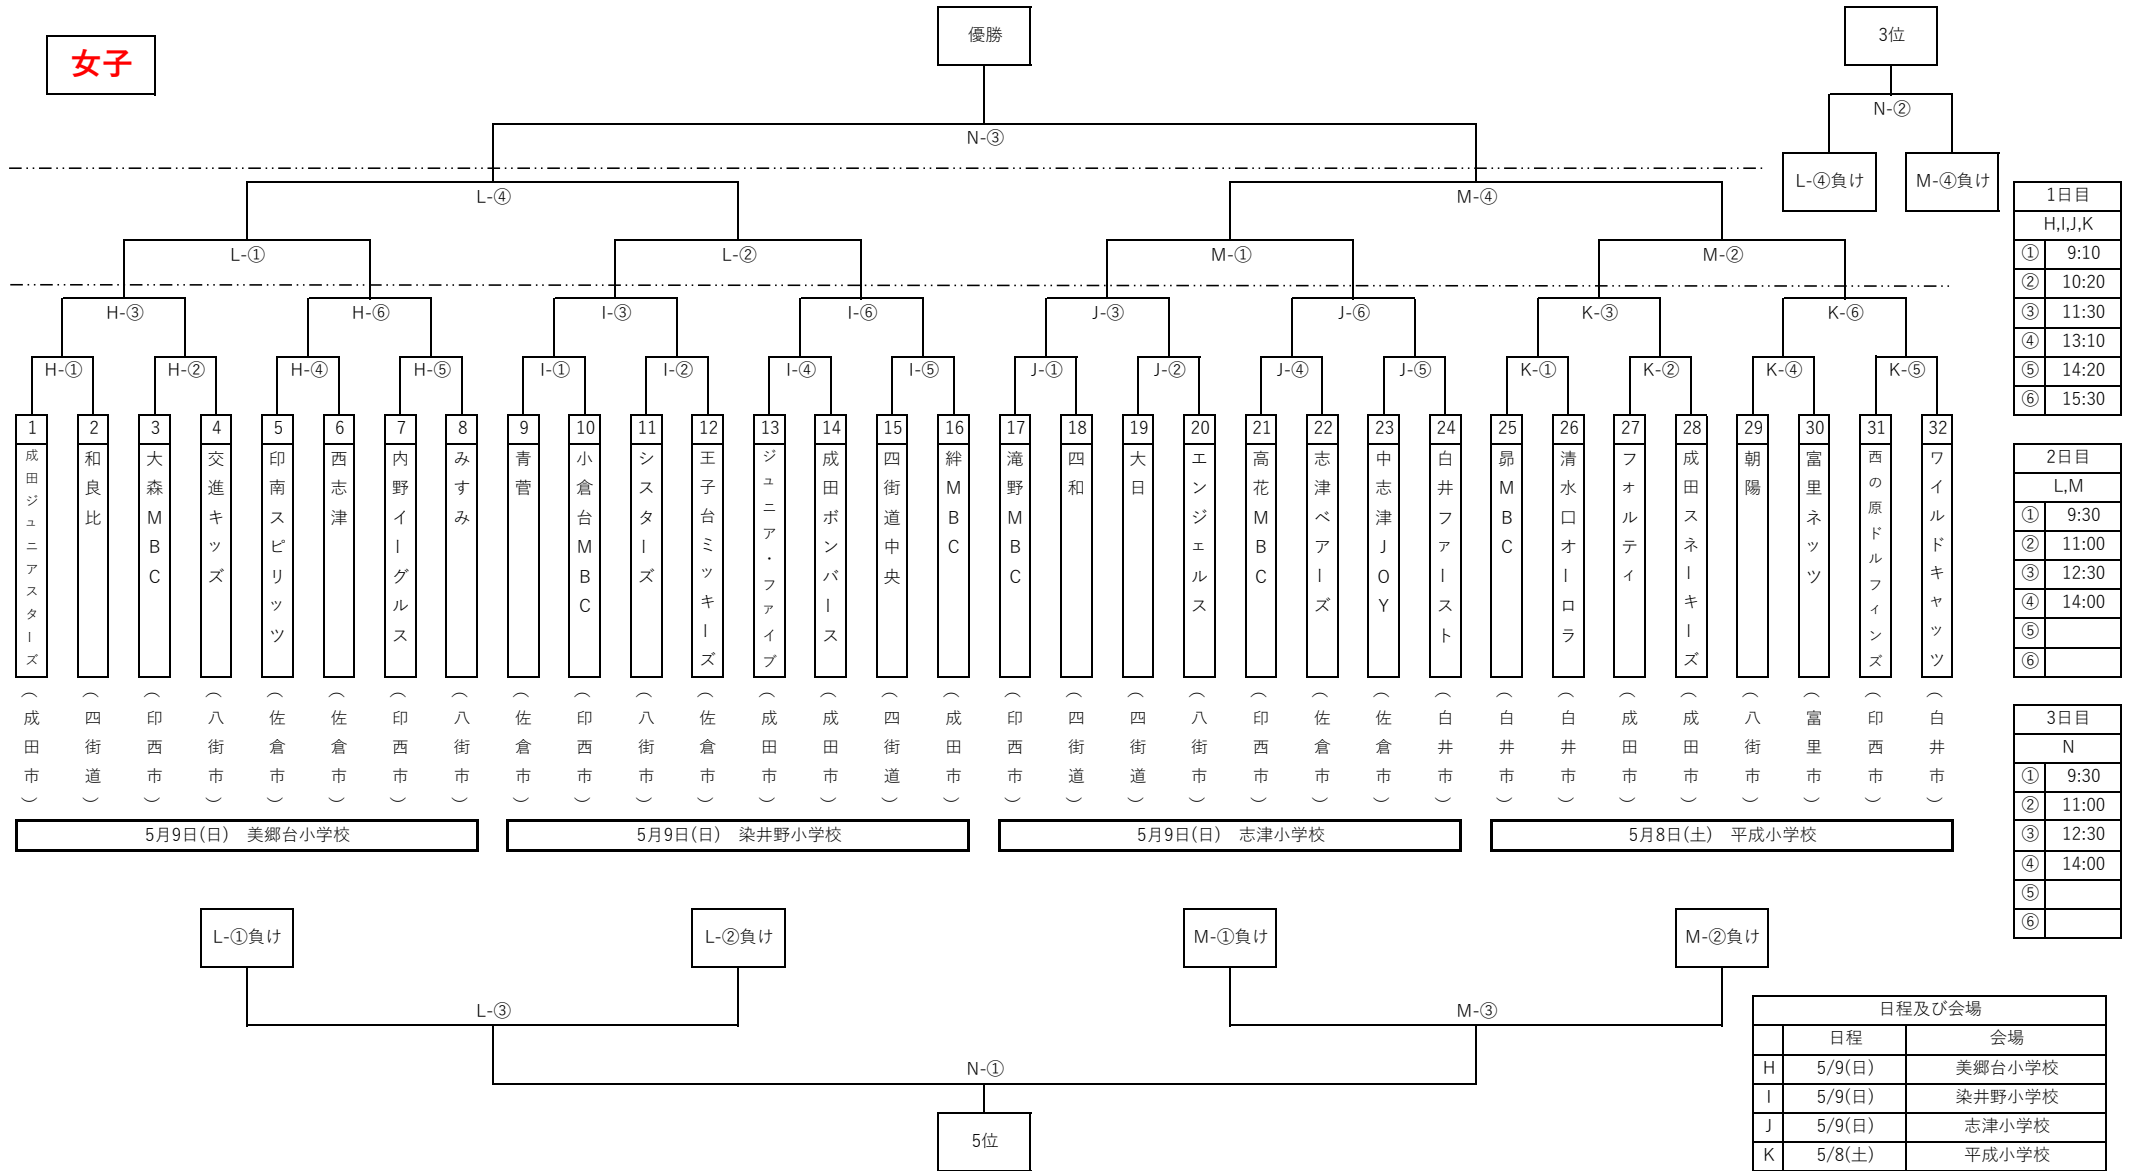 女子
優勝
3位
N-②
N-③
L-④負け
M-④負け
L-④
M-④
L-①
L-②
M-①
M-②
H-③
H-⑥
I-③
I-⑥
J-③
J-⑥
K-③
K-⑥
H-①
H-②
H-④
H-⑤
I-①
I-②
I-④
I-⑤
J-①
J-②
J-④
J-⑤
K-①
K-②
K-④
K-⑤
1 成田ジュニアスターズ (成田市)
2 和良比 (四街道)
3 大森MBC (印西市)
4 交進キッズ (八街市)
5 印南スピリッツ (佐倉市)
6 西志津 (佐倉市)
7 内野イーグルス (印西市)
8 みすみ (八街市)
9 青菅 (佐倉市)
10 小倉台MBC (印西市)
11 シスターズ (八街市)
12 王子台ミッキーズ (佐倉市)
13 ジュニア・ファイブ (成田市)
14 成田ボンバース (成田市)
15 四街道中央 (四街道)
16 絆MBC (成田市)
17 滝野MBC (印西市)
18 四和 (四街道)
19 大日 (四街道)
20 エンジェルス (八街市)
21 高花MBC (印西市)
22 志津ベアーズ (佐倉市)
23 中志津JOY (佐倉市)
24 白井ファースト (白井市)
25 昴MBC (白井市)
26 清水口オーロラ (白井市)
27 フォルティ (成田市)
28 成田スネーキーズ (成田市)
29 朝陽 (八街市)
30 富里ネッツ (富里市)
31 西の原ドルフィンズ (印西市)
32 ワイルドキャッツ (白井市)
5月9日(日) 美郷台小学校
5月9日(日) 染井野小学校
5月9日(日) 志津小学校
5月8日(土) 平成小学校
L-①負け
L-②負け
M-①負け
M-②負け
L-③
M-③
N-①
5位
1日目
H,I,J,K
① 9:10
② 10:20
③ 11:30
④ 13:10
⑤ 14:20
⑥ 15:30
2日目
L,M
① 9:30
② 11:00
③ 12:30
④ 14:00
⑤
⑥
3日目
N
① 9:30
② 11:00
③ 12:30
④ 14:00
⑤
⑥
日程及び会場
日程 会場
H 5/9(日) 美郷台小学校
I 5/9(日) 染井野小学校
J 5/9(日) 志津小学校
K 5/8(土) 平成小学校